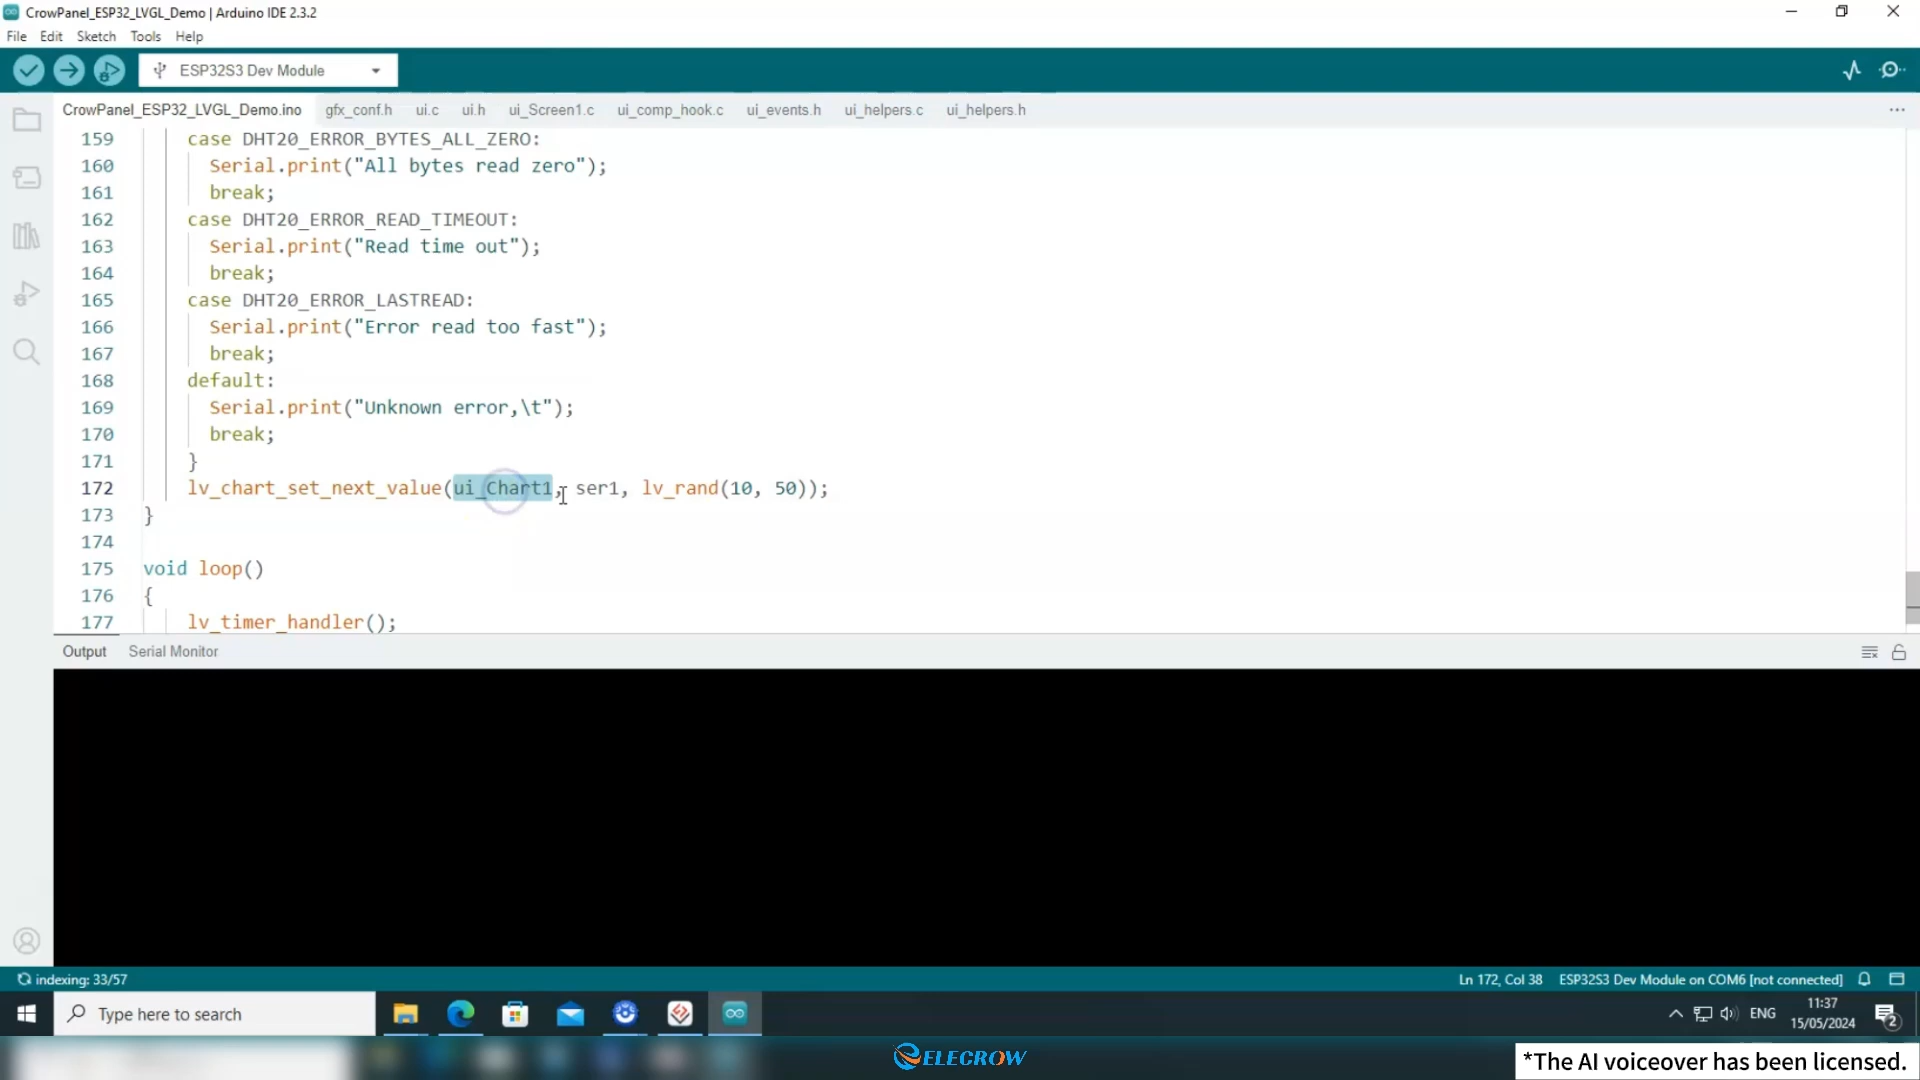 CrowPanel_ESP32_LVGL_Demo | Arduino IDE 2.3.2
File Edit Sketch Tools Help
ESP32S3 Dev Module
CrowPanel_ESP32_LVGL_Demo.ino gfx_conf.h ui.c ui.h ui_Screen1.c ui_comp_hook.c ui_events.h ui_helpers.c ui_helpers.h
159 case DHT20_ERROR_BYTES_ALL_ZERO:
160 Serial.print("All bytes read zero");
161 break;
162 case DHT20_ERROR_READ_TIMEOUT:
163 Serial.print("Read time out");
164 break;
165 case DHT20_ERROR_LASTREAD:
166 Serial.print("Error read too fast");
167 break;
168 default:
169 Serial.print("Unknown error,\t");
170 break;
171 }
172 lv_chart_set_next_value(ui_Chart1, ser1, lv_rand(10, 50));
173 }
174
175 void loop()
176 {
177 lv_timer_handler();
Output Serial Monitor
indexing: 33/57 Ln 172, Col 38 ESP32S3 Dev Module on COM6 [not connected]
Type here to search
ENG
11:37
15/05/2024
2
ELECROW
*The AI voiceover has been licensed.